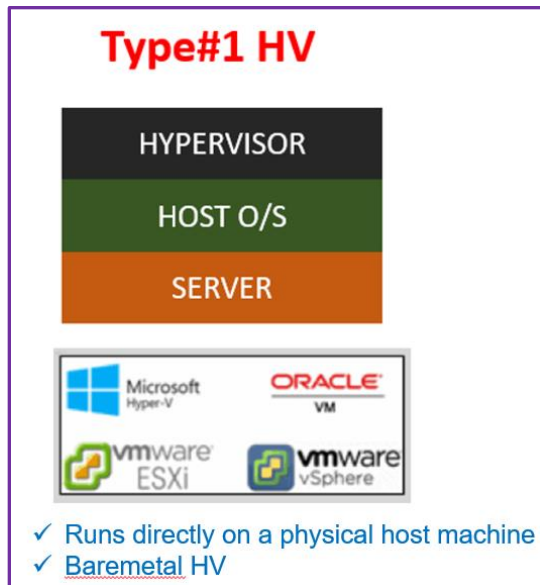 Type#1 HV
HYPERVISOR
HOST O/S
SERVER
Microsoft
Hyper-V
ORACLE®
VM
vmware®
ESXi
vmware
vSphere
✓ Runs directly on a physical host machine
✓ Baremetal HV